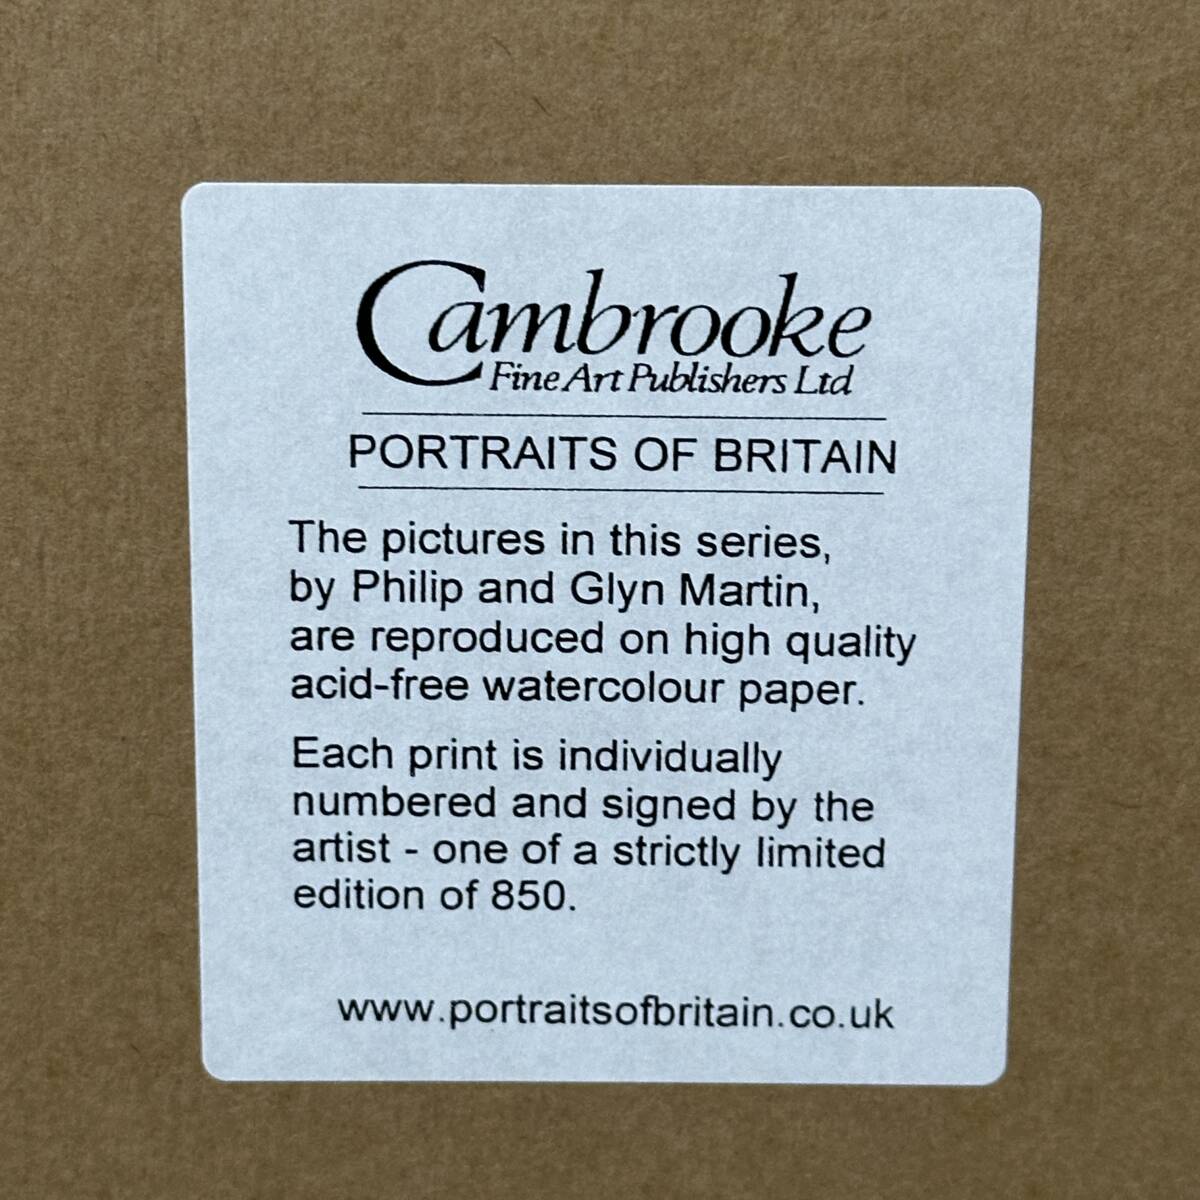 Cambrooke
Fine Art Publishers Ltd
PORTRAITS OF BRITAIN
The pictures in this series,
by Philip and Glyn Martin,
are reproduced on high quality
acid-free watercolour paper.
Each print is individually
numbered and signed by the
artist - one of a strictly limited
edition of 850.
www.portraitsofbritain.co.uk